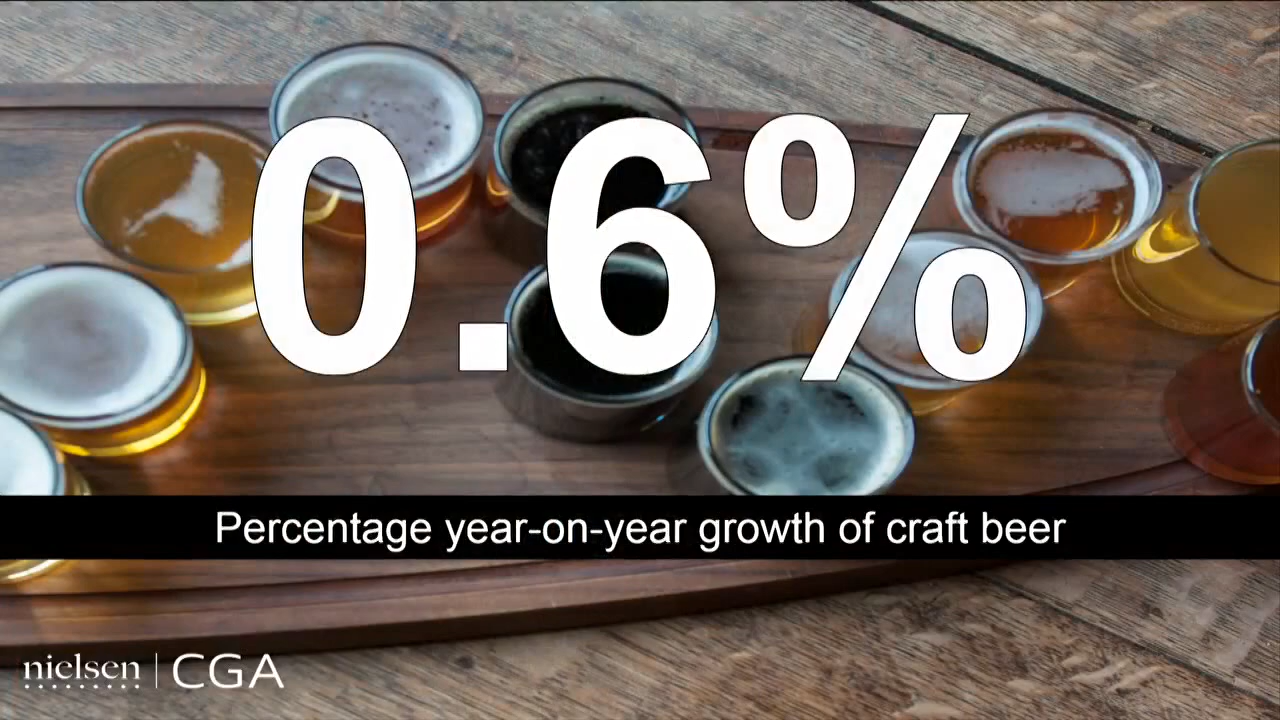 0.6%
Percentage year-on-year growth of craft beer
nielsen | CGA